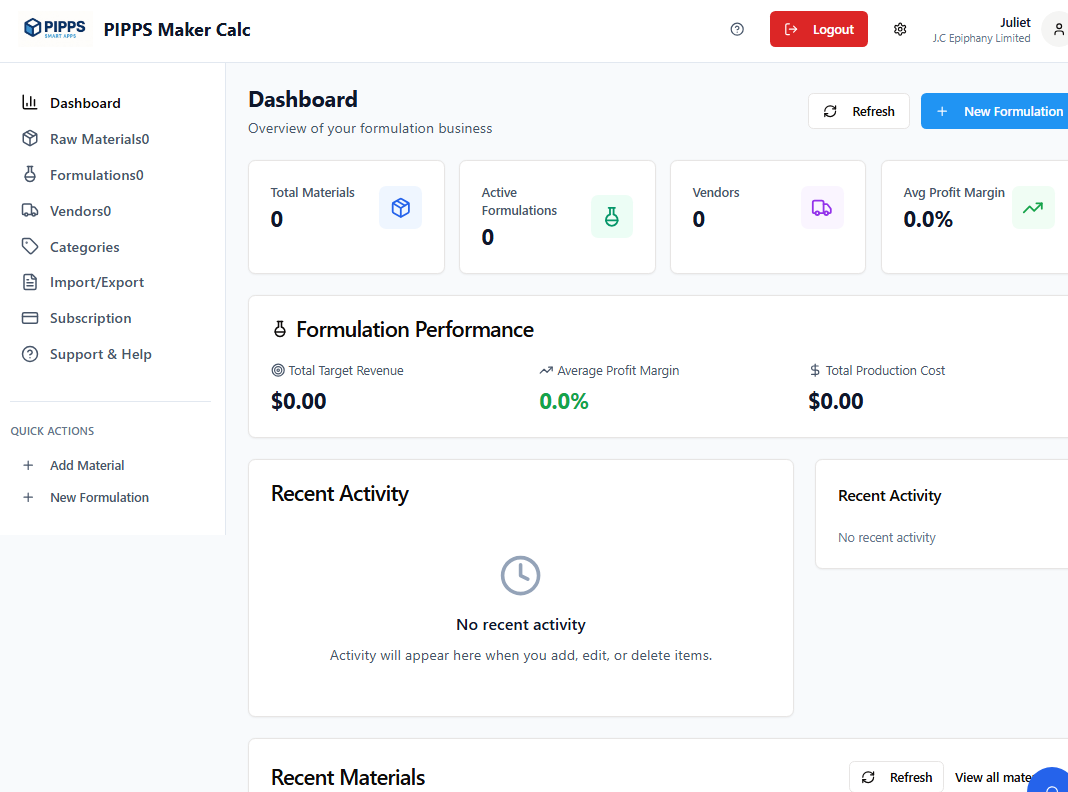 PIPPS
SMART APPS
PIPPS Maker Calc
Logout
Juliet
J.C Epiphany Limited
Dashboard
Raw Materials0
Formulations0
Vendors0
Categories
Import/Export
Subscription
Support & Help
QUICK ACTIONS
Add Material
New Formulation
Dashboard
Overview of your formulation business
Refresh
New Formulation
Total Materials
0
Active
Formulations
0
Vendors
0
Avg Profit Margin
0.0%
Formulation Performance
Total Target Revenue
$0.00
Average Profit Margin
0.0%
Total Production Cost
$0.00
Recent Activity
No recent activity
Activity will appear here when you add, edit, or delete items.
Recent Activity
No recent activity
Recent Materials
Refresh
View all mate